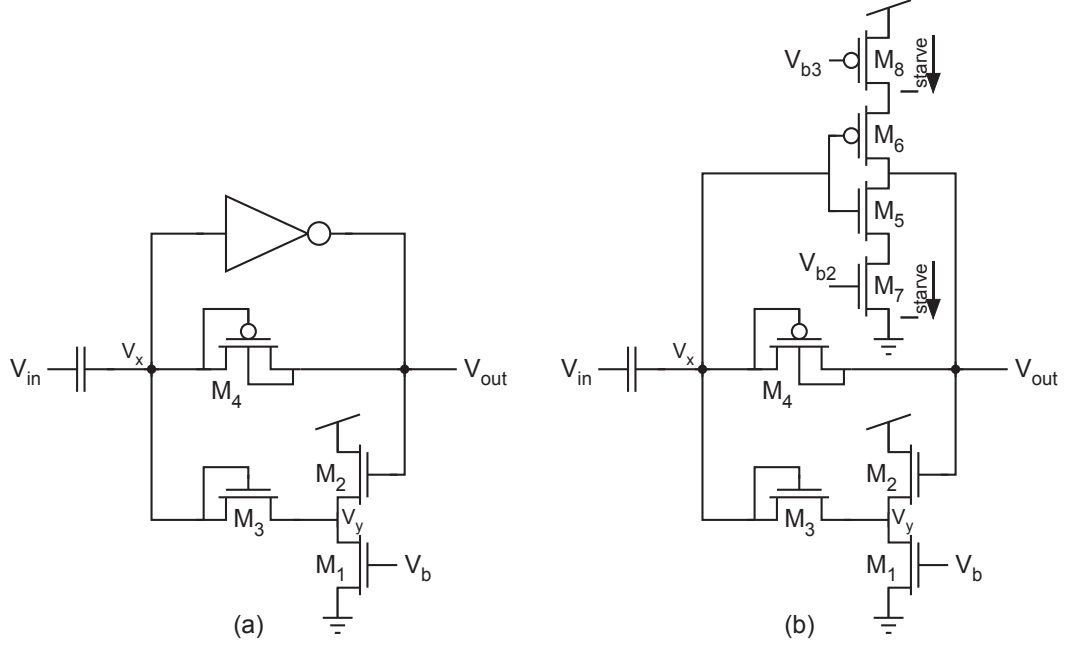 V_in
V_x
M_4
M_3
M_2
V_y
M_1
V_b
V_out
(a)
V_b3
M_8
I_starve
M_6
M_5
V_b2
M_7
I_starve
V_in
V_x
M_4
V_out
M_2
M_3
V_y
M_1
V_b
(b)